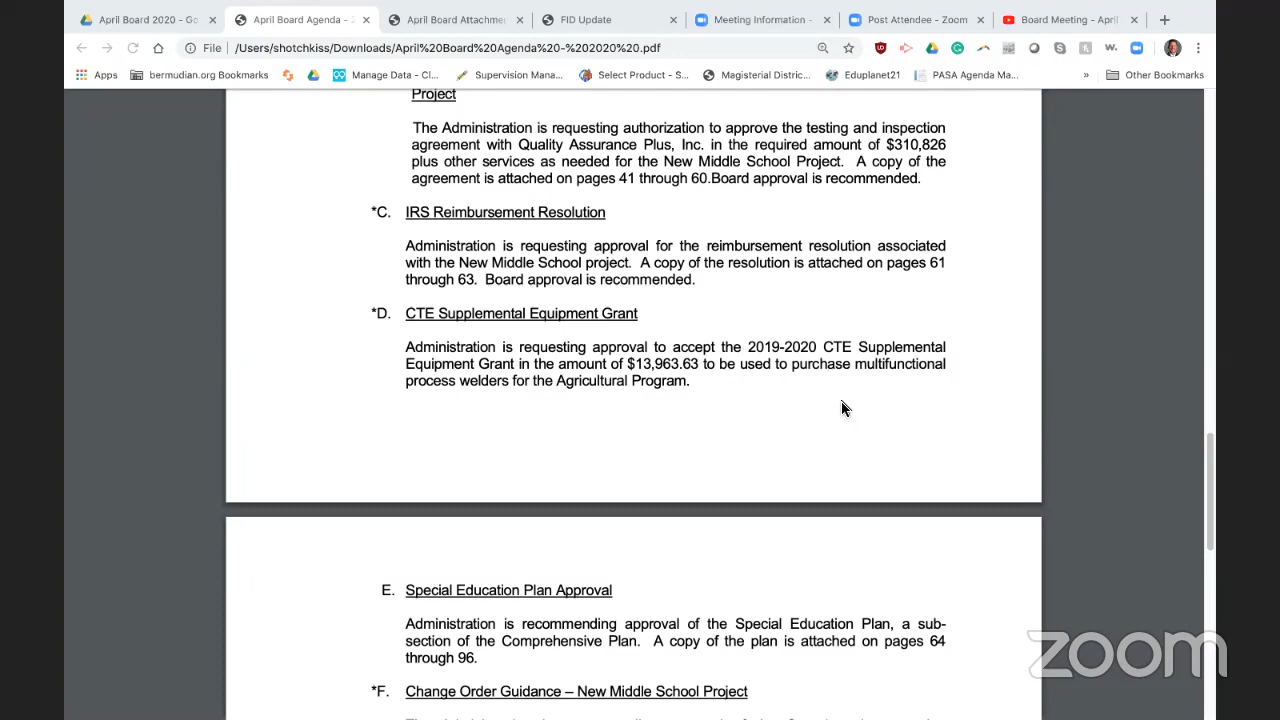 April Board 2020 - Go
April Board Agenda - 2
April Board Attachmen
FID Update
Meeting Information -
Post Attendee - Zoom
Board Meeting - April
File
/Users/shotchkiss/Downloads/April%20Board%20Agenda%20-%202020%20.pdf
Apps
bermudian.org Bookmarks
Manage Data - Cl...
Supervision Mana...
Select Product - S...
Magisterial Distric...
Eduplanet21
PASA Agenda Ma...
»
Other Bookmarks
Project
The Administration is requesting authorization to approve the testing and inspection
agreement with Quality Assurance Plus, Inc. in the required amount of $310,826
plus other services as needed for the New Middle School Project. A copy of the
agreement is attached on pages 41 through 60.Board approval is recommended.
*C. IRS Reimbursement Resolution
Administration is requesting approval for the reimbursement resolution associated
with the New Middle School project. A copy of the resolution is attached on pages 61
through 63. Board approval is recommended.
*D. CTE Supplemental Equipment Grant
Administration is requesting approval to accept the 2019-2020 CTE Supplemental
Equipment Grant in the amount of $13,963.63 to be used to purchase multifunctional
process welders for the Agricultural Program.
E. Special Education Plan Approval
Administration is recommending approval of the Special Education Plan, a sub-
section of the Comprehensive Plan. A copy of the plan is attached on pages 64
through 96.
*F. Change Order Guidance – New Middle School Project
zoom